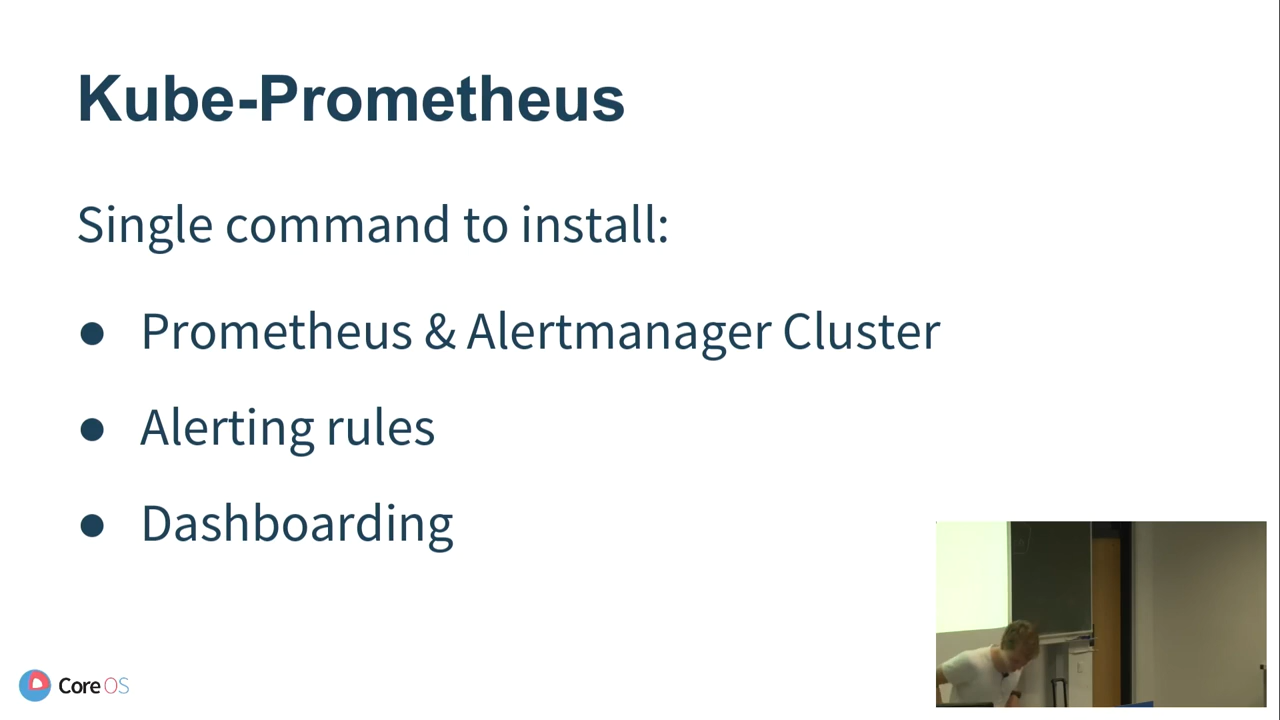 Kube-Prometheus
Single command to install:
● Prometheus & Alertmanager Cluster
● Alerting rules
● Dashboarding
Core OS